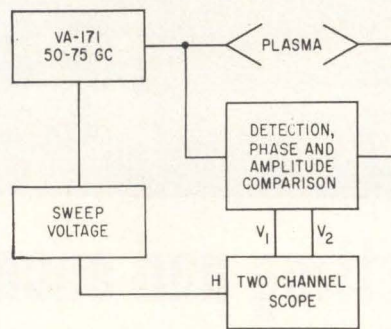 VA-171
50-75 GC
PLASMA
DETECTION,
PHASE AND
AMPLITUDE
COMPARISON
SWEEP
VOLTAGE
V1
V2
H
TWO CHANNEL
SCOPE